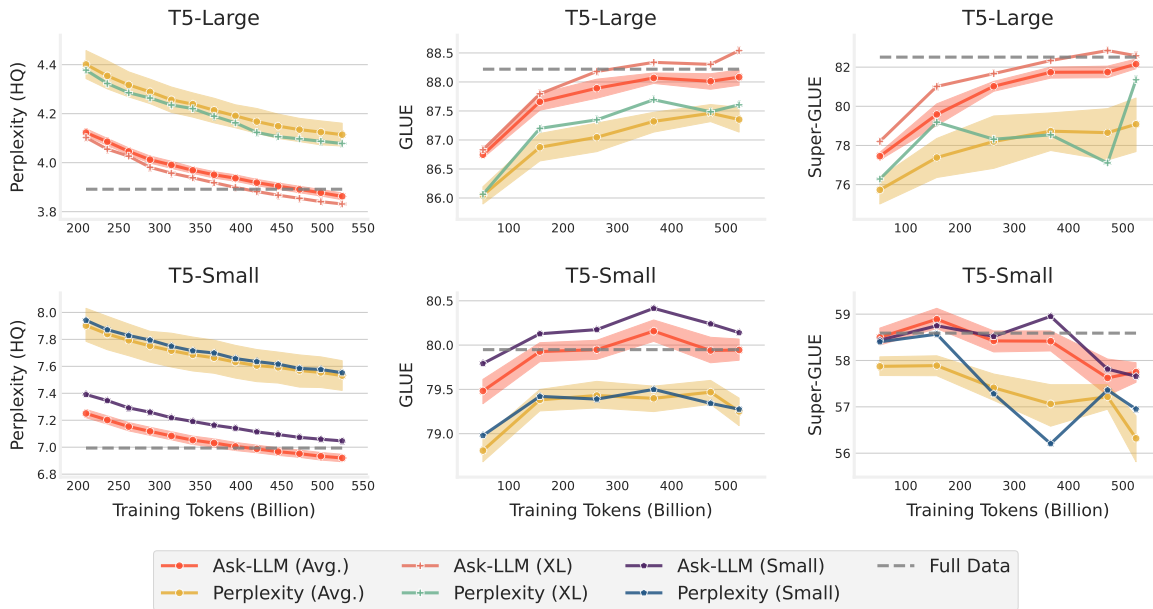 T5-Large
T5-Large
T5-Large
Perplexity (HQ)
4.4
4.2
4.0
3.8
200 250 300 350 400 450 500 550
GLUE
88.5
88.0
87.5
87.0
86.5
86.0
100 200 300 400 500
Super-GLUE
82
80
78
76
100 200 300 400 500
T5-Small
T5-Small
T5-Small
Perplexity (HQ)
8.0
7.8
7.6
7.4
7.2
7.0
6.8
200 250 300 350 400 450 500 550
Training Tokens (Billion)
GLUE
80.5
80.0
79.5
79.0
100 200 300 400 500
Training Tokens (Billion)
Super-GLUE
59
58
57
56
100 200 300 400 500
Training Tokens (Billion)
Ask-LLM (Avg.) Ask-LLM (XL) Ask-LLM (Small) Full Data
Perplexity (Avg.) Perplexity (XL) Perplexity (Small)